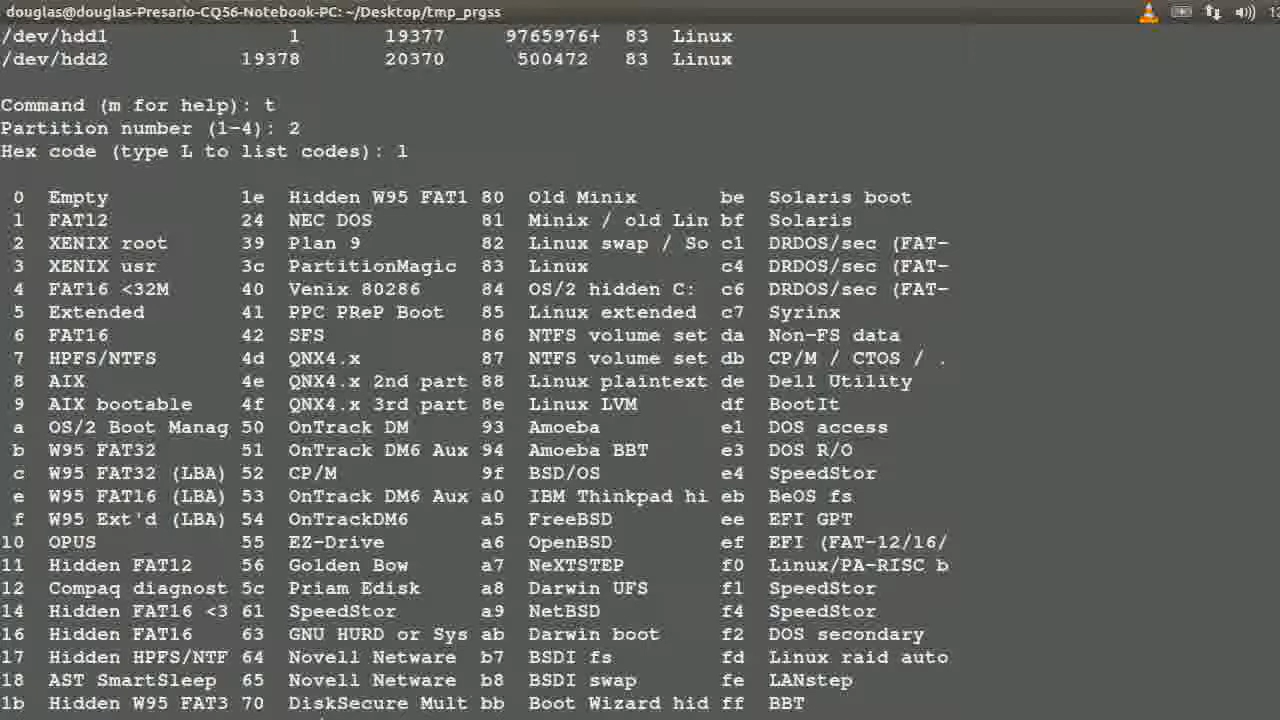 douglas@douglas-Presario-CQ56-Notebook-PC: ~/Desktop/tmp_prgss
/dev/hdd1 1 19377 9765976+ 83 Linux
/dev/hdd2 19378 20370 500472 83 Linux
Command (m for help): t
Partition number (1-4): 2
Hex code (type L to list codes): l
0 Empty 1e Hidden W95 FAT1 80 Old Minix be Solaris boot
1 FAT12 24 NEC DOS 81 Minix / old Lin bf Solaris
2 XENIX root 39 Plan 9 82 Linux swap / So c1 DRDOS/sec (FAT-
3 XENIX usr 3c PartitionMagic 83 Linux c4 DRDOS/sec (FAT-
4 FAT16 <32M 40 Venix 80286 84 OS/2 hidden C: c6 DRDOS/sec (FAT-
5 Extended 41 PPC PReP Boot 85 Linux extended c7 Syrinx
6 FAT16 42 SFS 86 NTFS volume set da Non-FS data
7 HPFS/NTFS 4d QNX4.x 87 NTFS volume set db CP/M / CTOS / .
8 AIX 4e QNX4.x 2nd part 88 Linux plaintext de Dell Utility
9 AIX bootable 4f QNX4.x 3rd part 8e Linux LVM df BootIt
a OS/2 Boot Manag 50 OnTrack DM 93 Amoeba e1 DOS access
b W95 FAT32 51 OnTrack DM6 Aux 94 Amoeba BBT e3 DOS R/O
c W95 FAT32 (LBA) 52 CP/M 9f BSD/OS e4 SpeedStor
e W95 FAT16 (LBA) 53 OnTrack DM6 Aux a0 IBM Thinkpad hi eb BeOS fs
f W95 Ext'd (LBA) 54 OnTrackDM6 a5 FreeBSD ee EFI GPT
10 OPUS 55 EZ-Drive a6 OpenBSD ef EFI (FAT-12/16/
11 Hidden FAT12 56 Golden Bow a7 NeXTSTEP f0 Linux/PA-RISC b
12 Compaq diagnost 5c Priam Edisk a8 Darwin UFS f1 SpeedStor
14 Hidden FAT16 <3 61 SpeedStor a9 NetBSD f4 SpeedStor
16 Hidden FAT16 63 GNU HURD or Sys ab Darwin boot f2 DOS secondary
17 Hidden HPFS/NTF 64 Novell Netware b7 BSDI fs fd Linux raid auto
18 AST SmartSleep 65 Novell Netware b8 BSDI swap fe LANstep
1b Hidden W95 FAT3 70 DiskSecure Mult bb Boot Wizard hid ff BBT